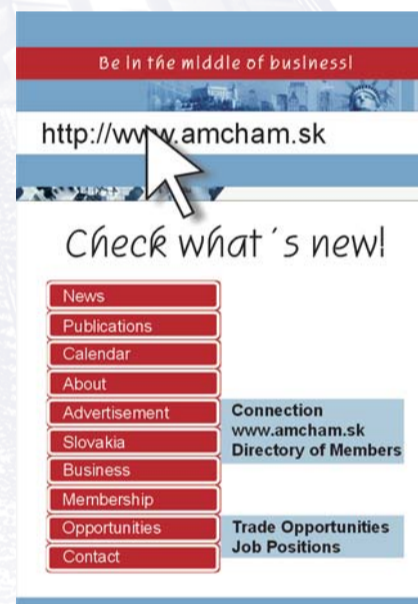 Be in the middle of business!
http://www.amcham.sk
Check what´s new!
News
Publications
Calendar
About
Advertisement
Slovakia
Business
Membership
Opportunities
Contact
Connection
www.amcham.sk
Directory of Members
Trade Opportunities
Job Positions